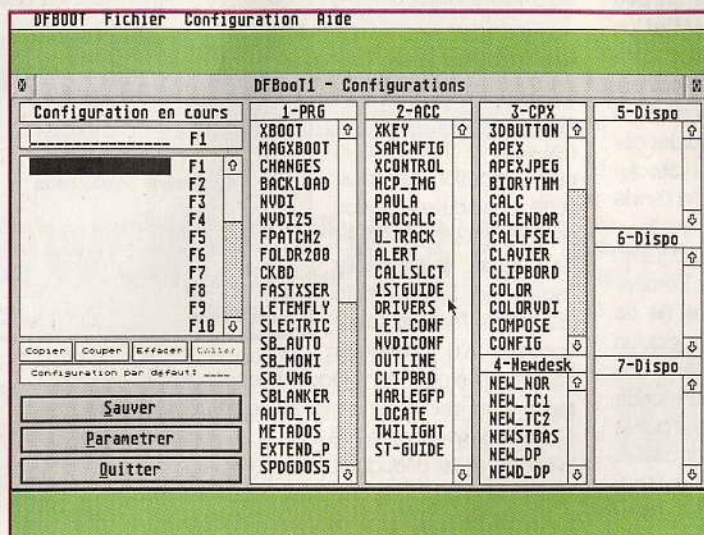 DFBOOT Fichier Configuration Aide
DFBooT1 - Configurations
Configuration en cours
________________ F1
F1
F2
F3
F4
F5
F6
F7
F8
F9
F10
Copier Couper Effacer Coller
Configuration par défaut: ____
Sauver
Parametrer
Quitter
1-PRG
XBOOT
MAGXBOOT
CHANGES
BACKLOAD
NVDI
NVDI25
FPATCH2
FOLDR200
CKBD
FASTXSER
LETEMFLY
SLECTRIC
SB_AUTO
SB_MONI
SB_VMG
SBLANKER
AUTO_TL
METADOS
EXTEND_P
SPDGDOS5
2-ACC
XKEY
SAMCNFIG
XCONTROL
HCP_IMG
PAULA
PROCALC
U_TRACK
ALERT
CALLSLCT
1STGUIDE
DRIVERS
LET_CONF
NVDICONF
OUTLINE
CLIPBRD
HARLEGFP
LOCATE
TWILIGHT
ST-GUIDE
3-CPX
3DBUTTON
APEX
APEXJPEG
BIORYTHM
CALC
CALENDAR
CALLFSEL
CLAVIER
CLIPBORD
COLOR
COLORVDI
COMPOSE
CONFIG
4-Newdesk
NEW_NOR
NEW_TC1
NEW_TC2
NEWSTBAS
NEW_DP
NEWD_DP
5-Dispo
6-Dispo
7-Dispo